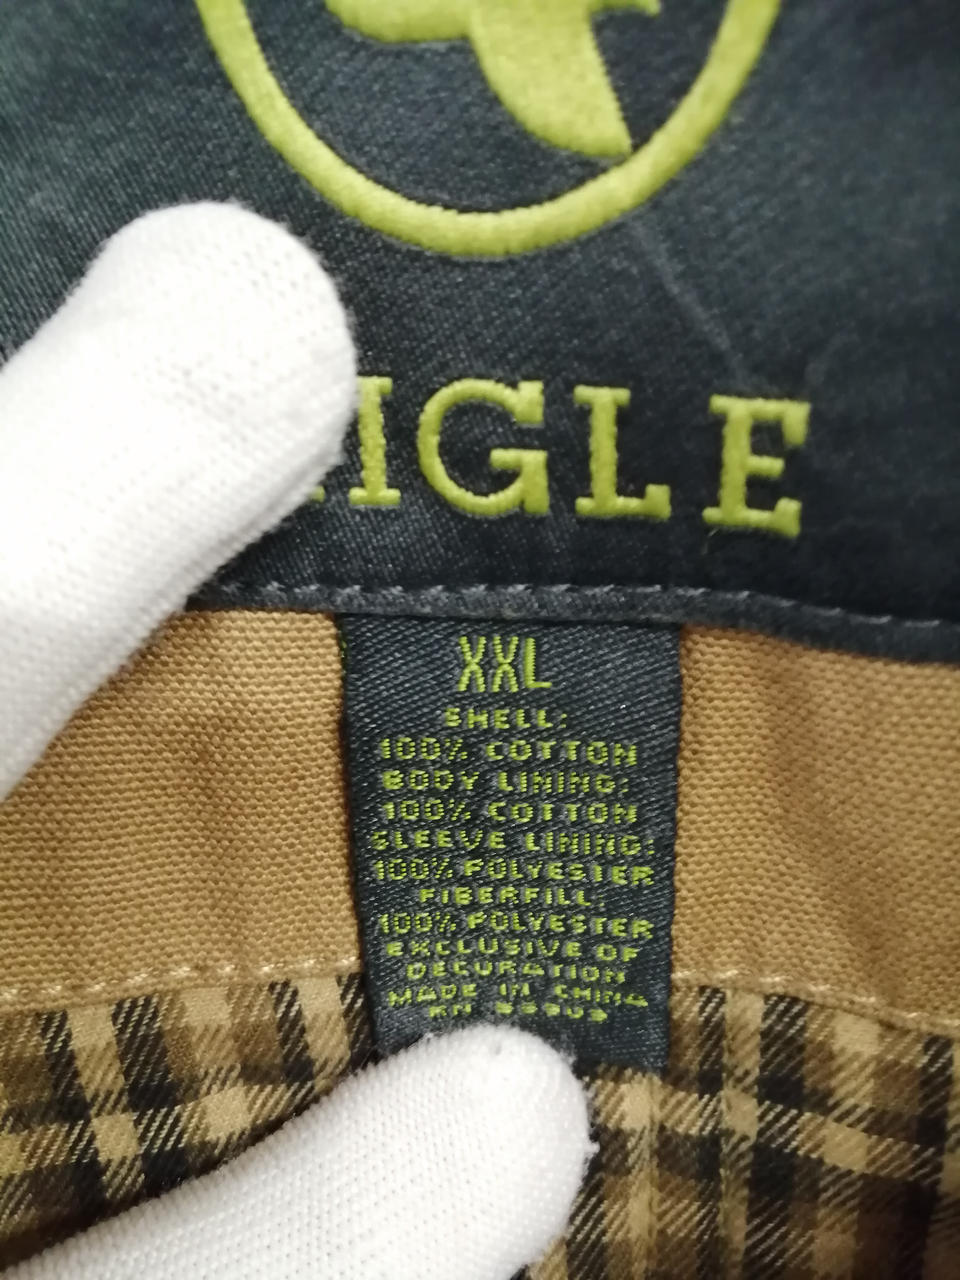 IGLE
XXL
SHELL:
100% COTTON
BODY LINING:
100% COTTON
SLEEVE LINING:
100% POLYESTER
FIBERFILL:
100% POLYESTER
EXCLUSIVE OF
DECORATION
MADE IN CHINA
RN